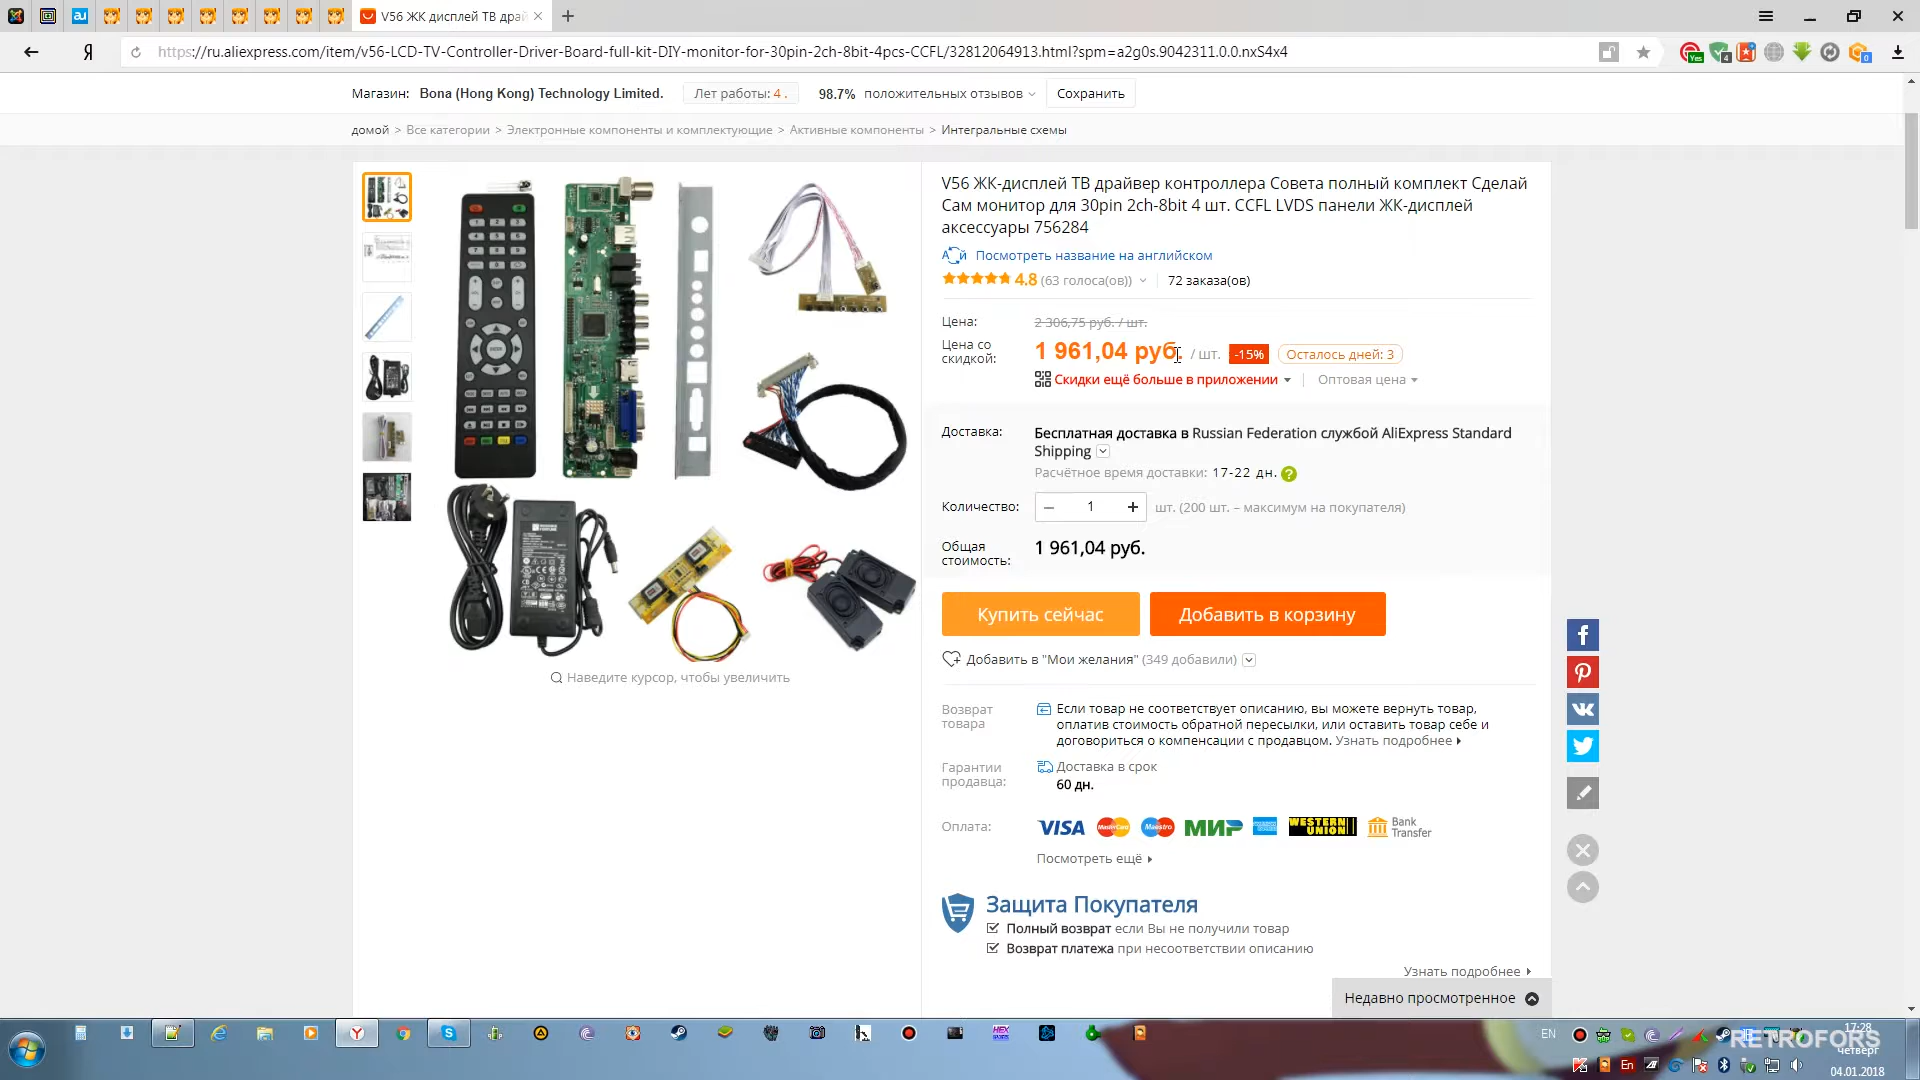 V56 ЖК дисплей ТВ драй
https://ru.aliexpress.com/item/v56-LCD-TV-Controller-Driver-Board-full-kit-DIY-monitor-for-30pin-2ch-8bit-4pcs-CCFL/32812064913.html?spm=a2g0s.9042311.0.0.nxS4x4
Магазин: Bona (Hong Kong) Technology Limited. Лет работы: 4 . 98.7% положительных отзывов Сохранить
домой > Все категории > Электронные компоненты и комплектующие > Активные компоненты > Интегральные схемы
V56 ЖК-дисплей ТВ драйвер контроллера Совета полный комплект Сделай
Сам монитор для 30pin 2ch-8bit 4 шт. CCFL LVDS панели ЖК-дисплей
аксессуары 756284
Посмотреть название на английском
4.8 (63 голоса(ов)) 72 заказа(ов)
Цена: 2 306,75 руб. / шт.
Цена со скидкой: 1 961,04 руб. / шт. -15% Осталось дней: 3
Скидки ещё больше в приложении Оптовая цена
Доставка: Бесплатная доставка в Russian Federation службой AliExpress Standard
Shipping
Расчётное время доставки: 17-22 дн. ?
Количество: – 1 + шт. (200 шт. – максимум на покупателя)
Общая стоимость: 1 961,04 руб.
Купить сейчас Добавить в корзину
Добавить в "Мои желания" (349 добавили)
Наведите курсор, чтобы увеличить
Возврат товара Если товар не соответствует описанию, вы можете вернуть товар,
оплатив стоимость обратной пересылки, или оставить товар себе и
договориться о компенсации с продавцом. Узнать подробнее
Гарантии продавца: Доставка в срок
60 дн.
Оплата: VISA MasterCard Maestro МИР WESTERN UNION Bank Transfer
Посмотреть ещё
Защита Покупателя
Полный возврат если Вы не получили товар
Возврат платежа при несоответствии описанию
Узнать подробнее
Недавно просмотренное
EN
17:28
RETROFORS
четверг
En
04.01.2018